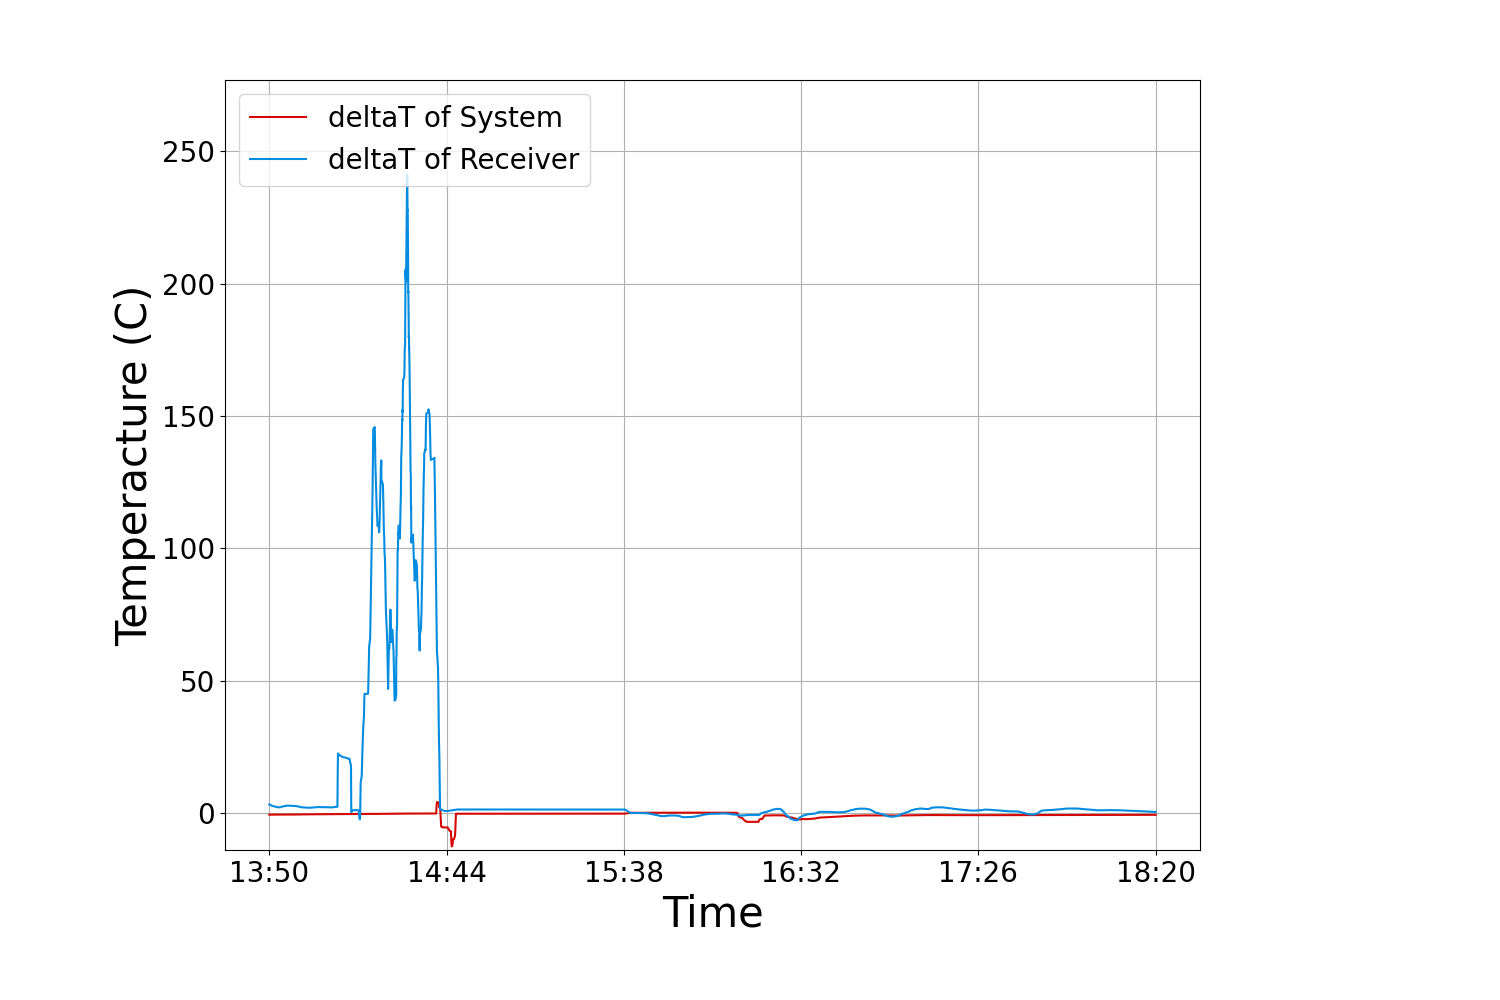 deltaT of System
deltaT of Receiver
250
200
150
100
50
0
Temperacture (C)
13:50 14:44 15:38 16:32 17:26 18:20
Time